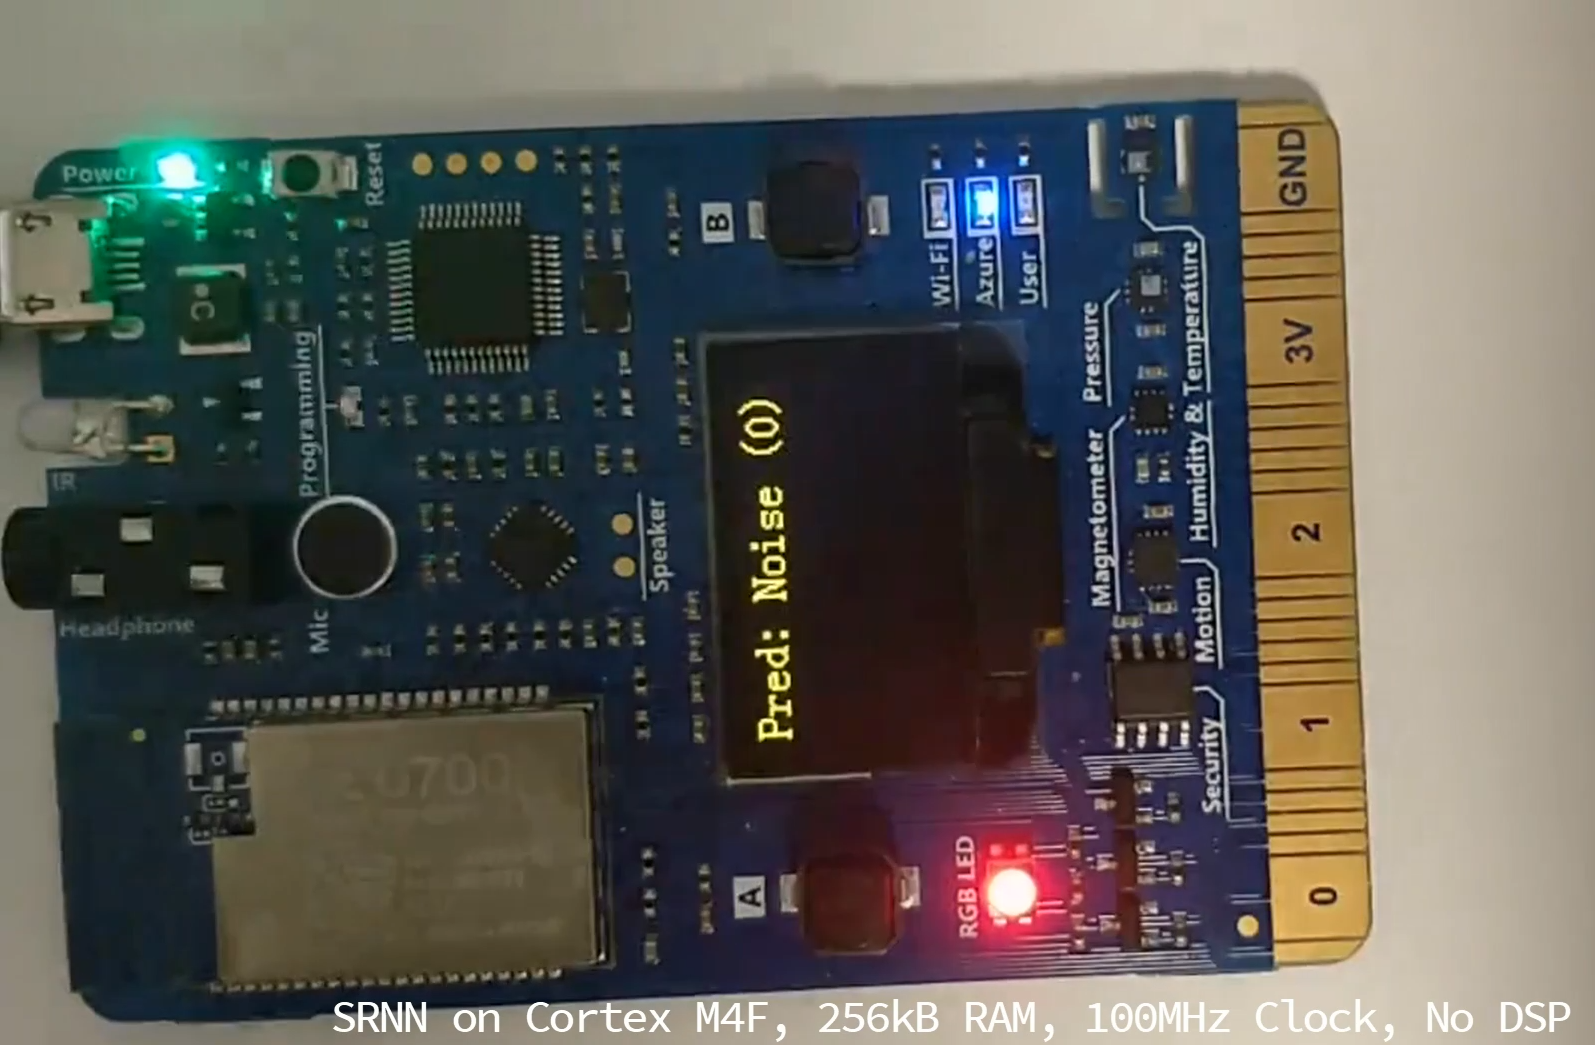 Power
Reset
B
Wi-Fi
Azure
User
GND
3V
2
1
0
Pressure
Humidity & Temperature
Magnetometer
Motion
Security
Programming
IR
Headphone
Mic
Speaker
C
Pred: Noise (0)
A
RGB LED
SRNN on Cortex M4F, 256kB RAM, 100MHz Clock, No DSP